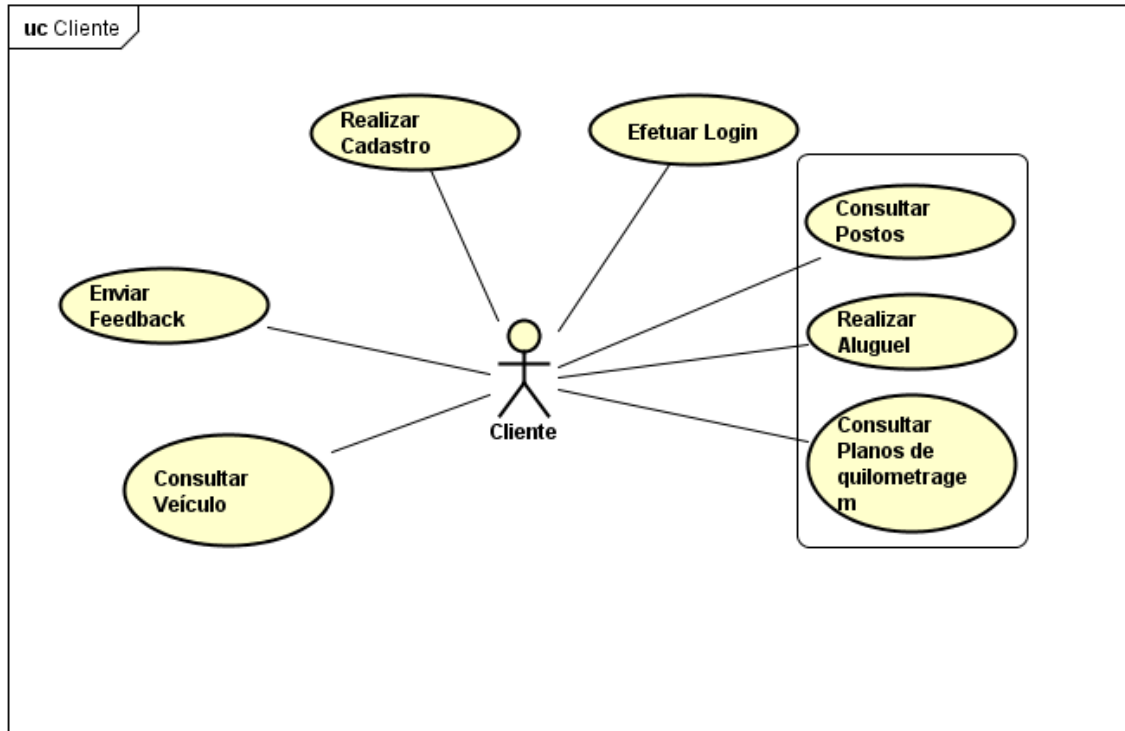 uc Cliente
Realizar
Cadastro
Efetuar Login
Consultar
Postos
Enviar
Feedback
Realizar
Aluguel
Cliente
Consultar
Planos de
quilometrage
m
Consultar
Veículo